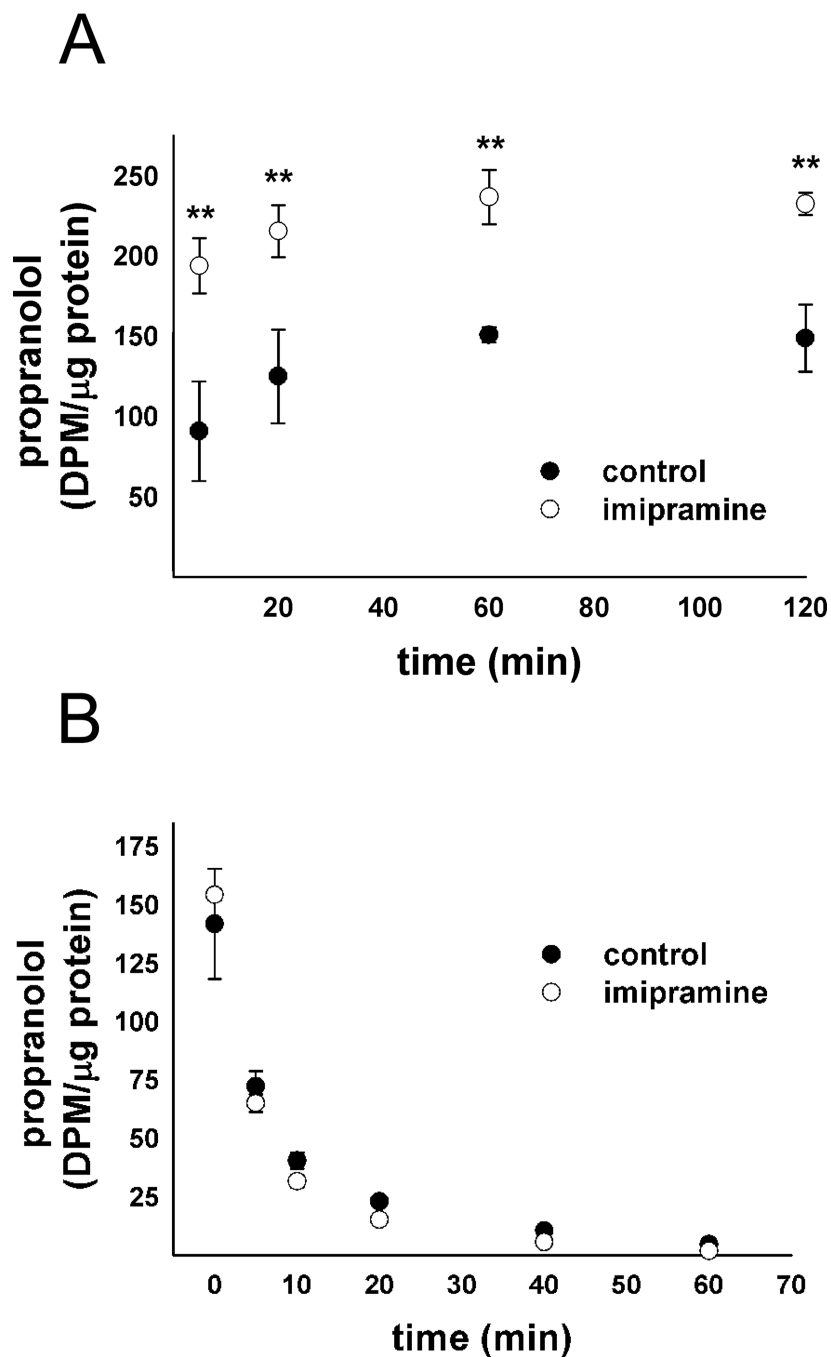 A
**
**
**
**
250
200
150
100
50
propranolol
(DPM/μg protein)
control
imipramine
20 40 60 80 100 120
time (min)
B
175
150
125
100
75
50
25
propranolol
(DPM/μg protein)
control
imipramine
0 10 20 30 40 50 60 70
time (min)